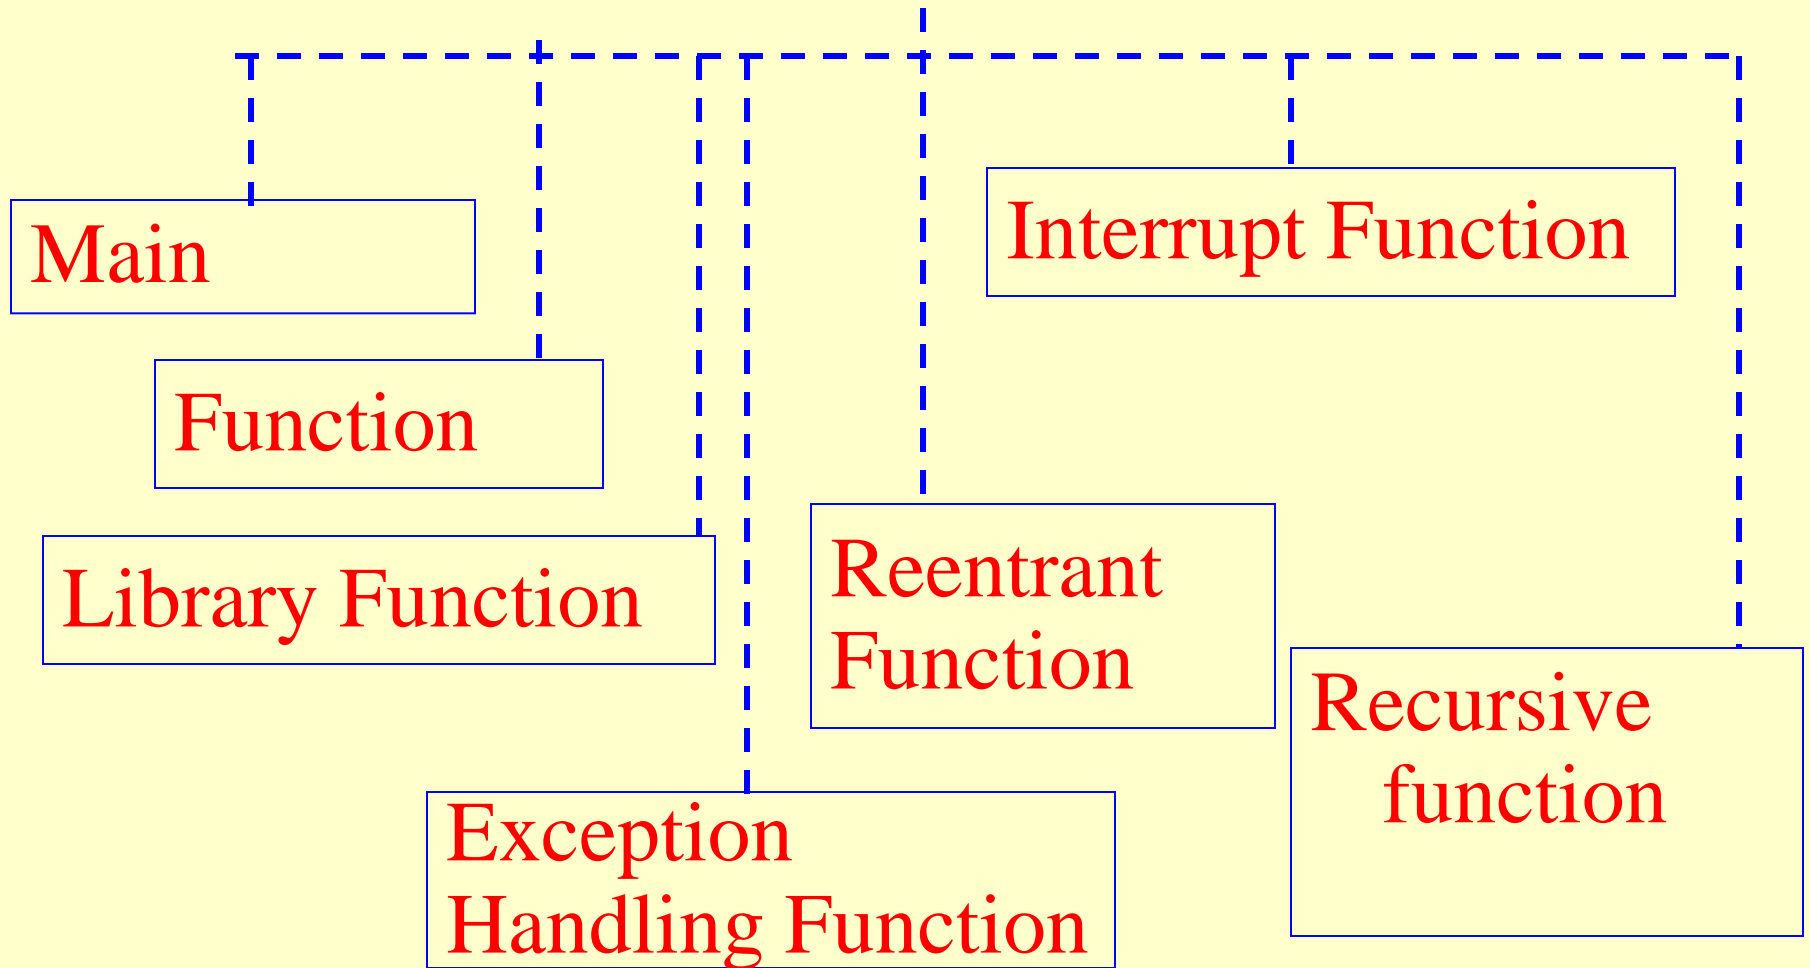 Main
Interrupt Function
Function
Library Function
Reentrant
Function
Recursive
function
Exception
Handling Function